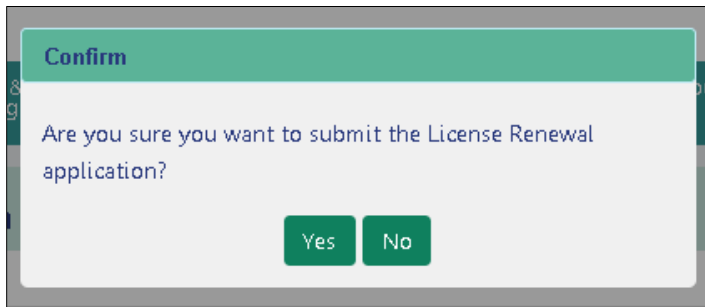 Confirm
&
g
Are you sure you want to submit the License Renewal
application?
Yes No